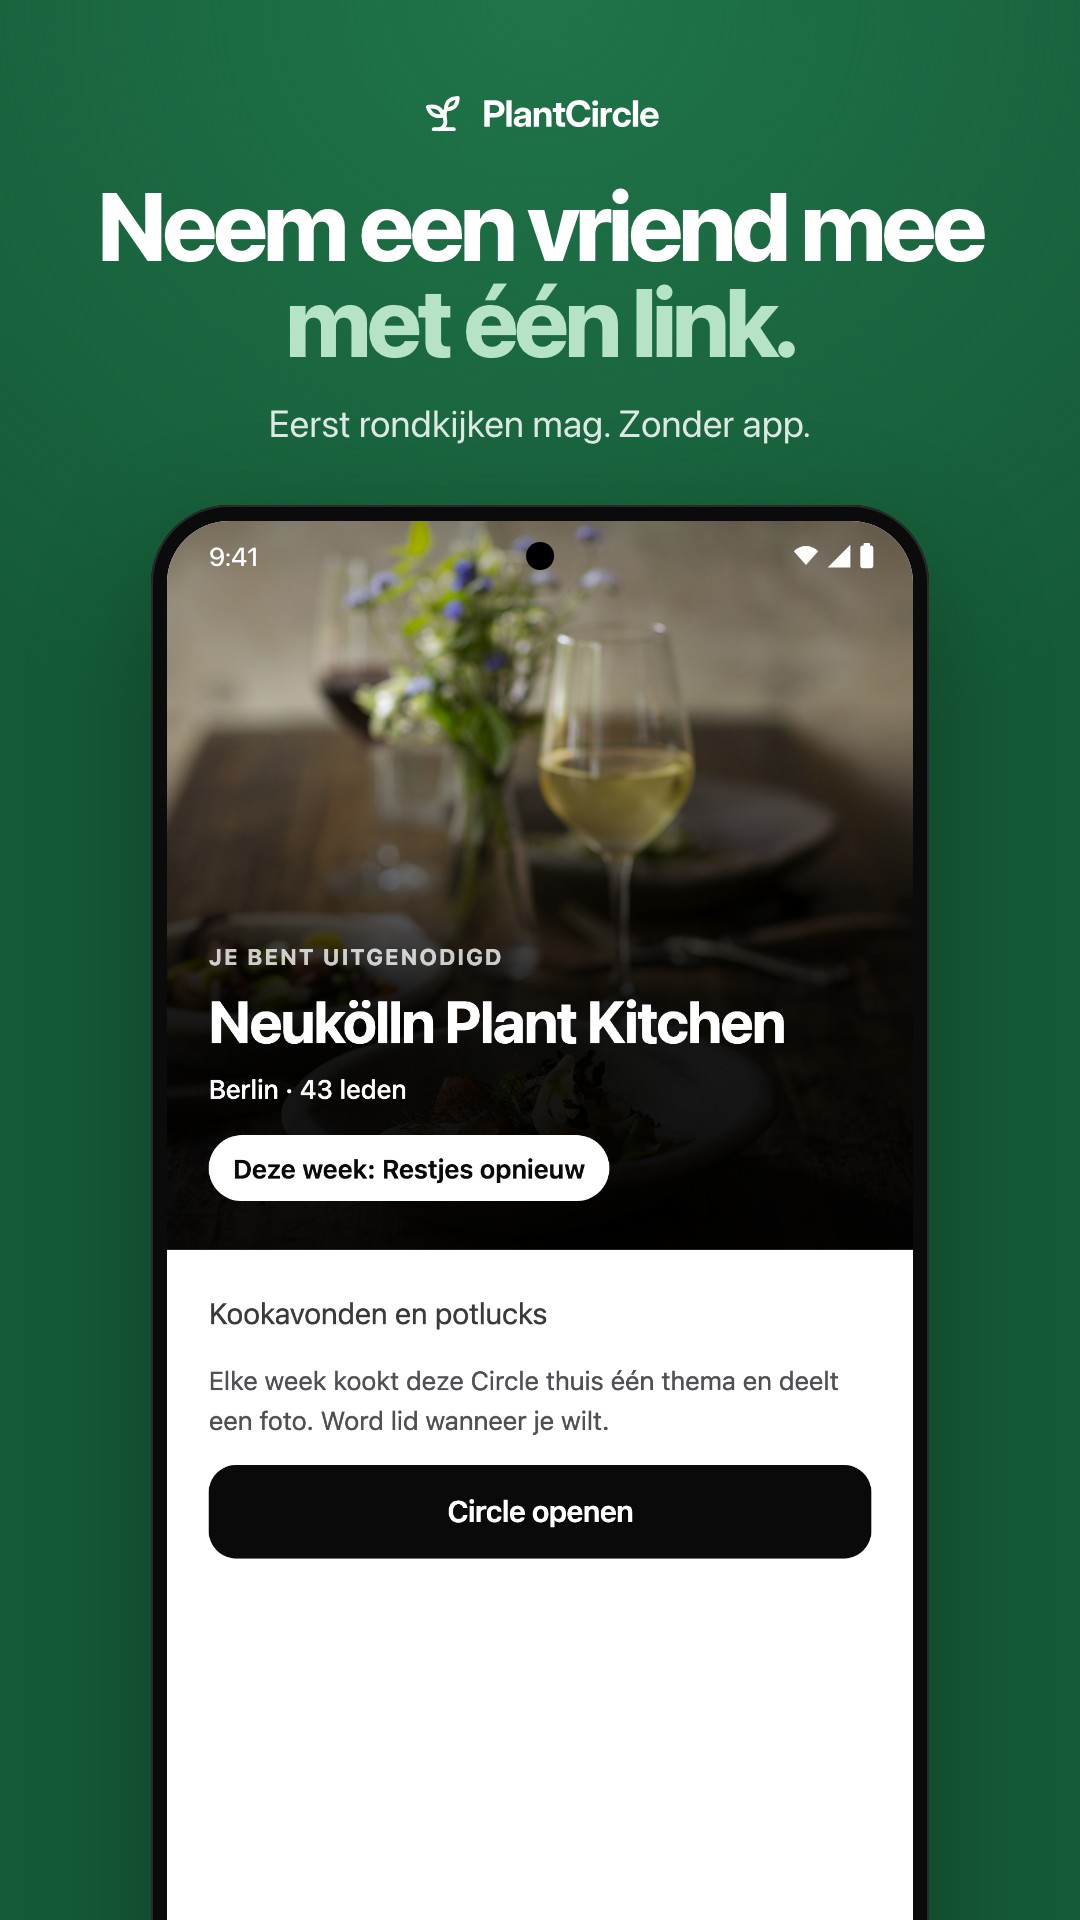 PlantCircle
Neem een vriend mee
met één link.
Eerst rondkijken mag. Zonder app.
9:41
JE BENT UITGENODIGD
Neukölln Plant Kitchen
Berlin · 43 leden
Deze week: Restjes opnieuw
Kookavonden en potlucks
Elke week kookt deze Circle thuis één thema en deelt
een foto. Word lid wanneer je wilt.
Circle openen